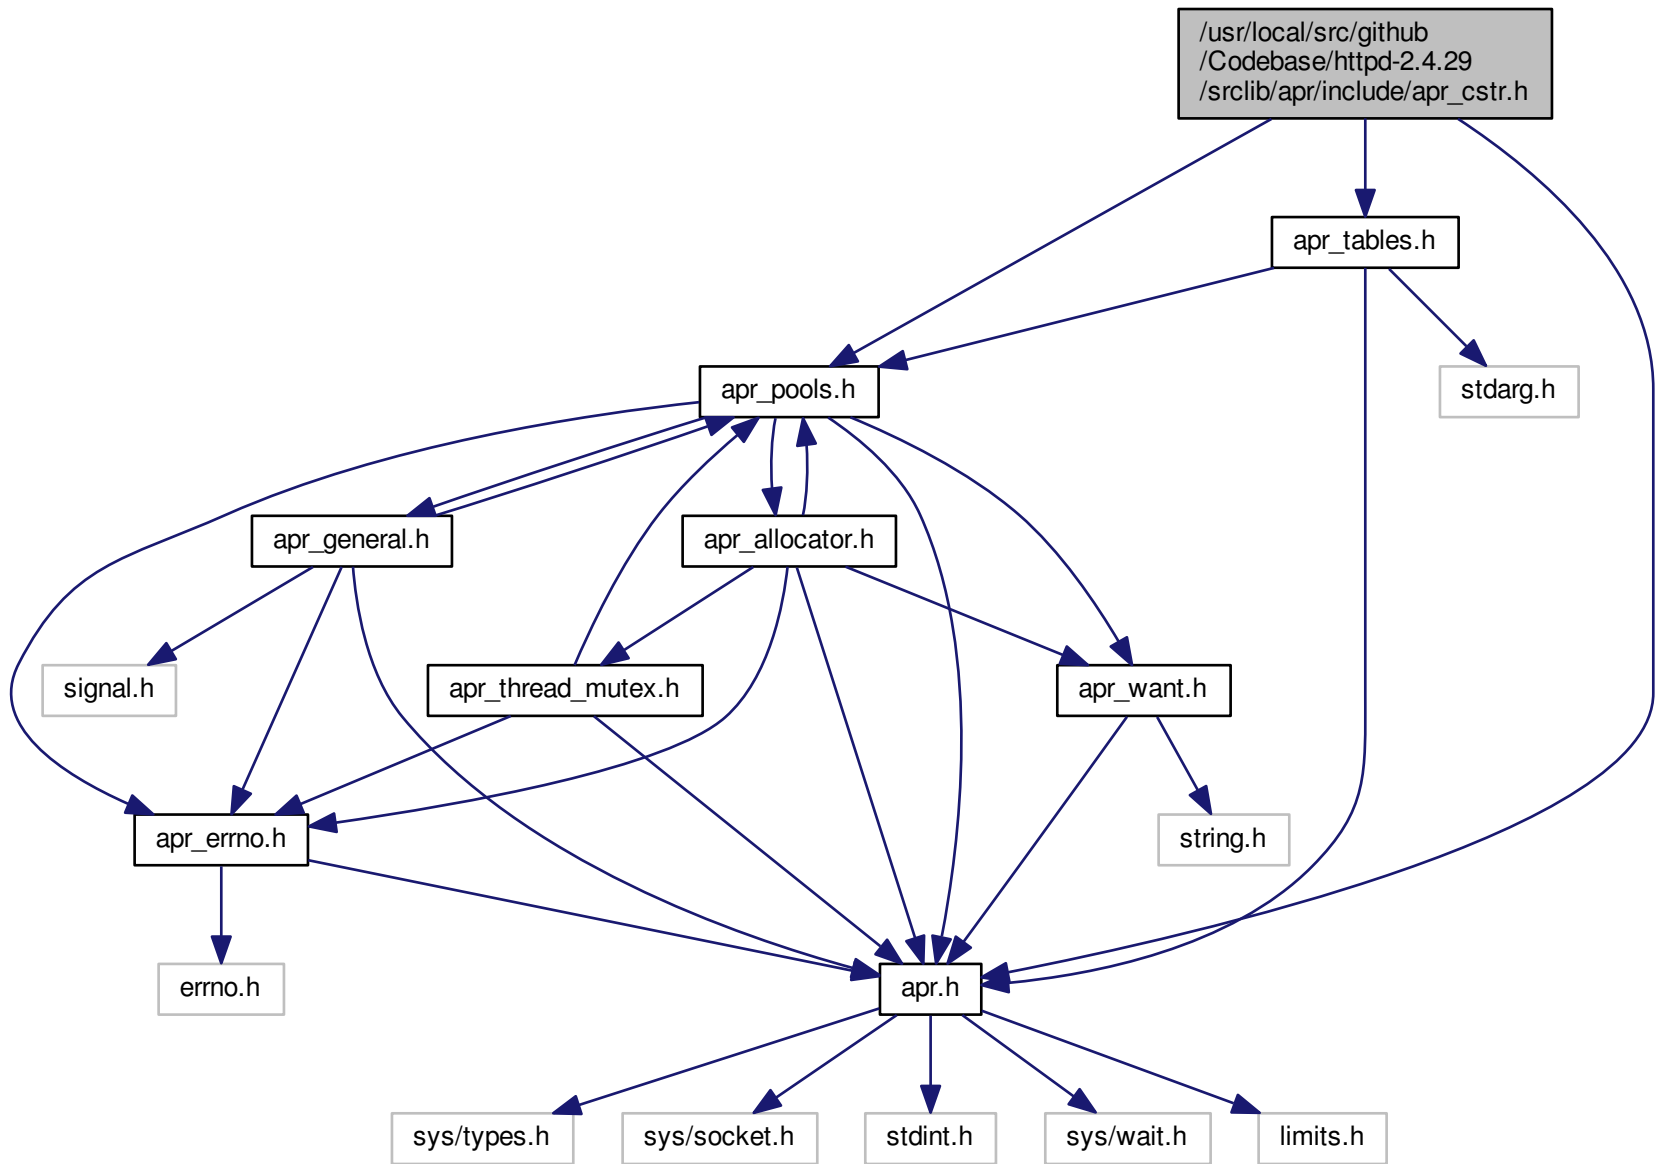 /usr/local/src/github
/Codebase/httpd-2.4.29
/srclib/apr/include/apr_cstr.h
apr_tables.h
apr_pools.h
stdarg.h
apr_general.h
apr_allocator.h
signal.h
apr_thread_mutex.h
apr_want.h
apr_errno.h
string.h
errno.h
apr.h
sys/types.h
sys/socket.h
stdint.h
sys/wait.h
limits.h